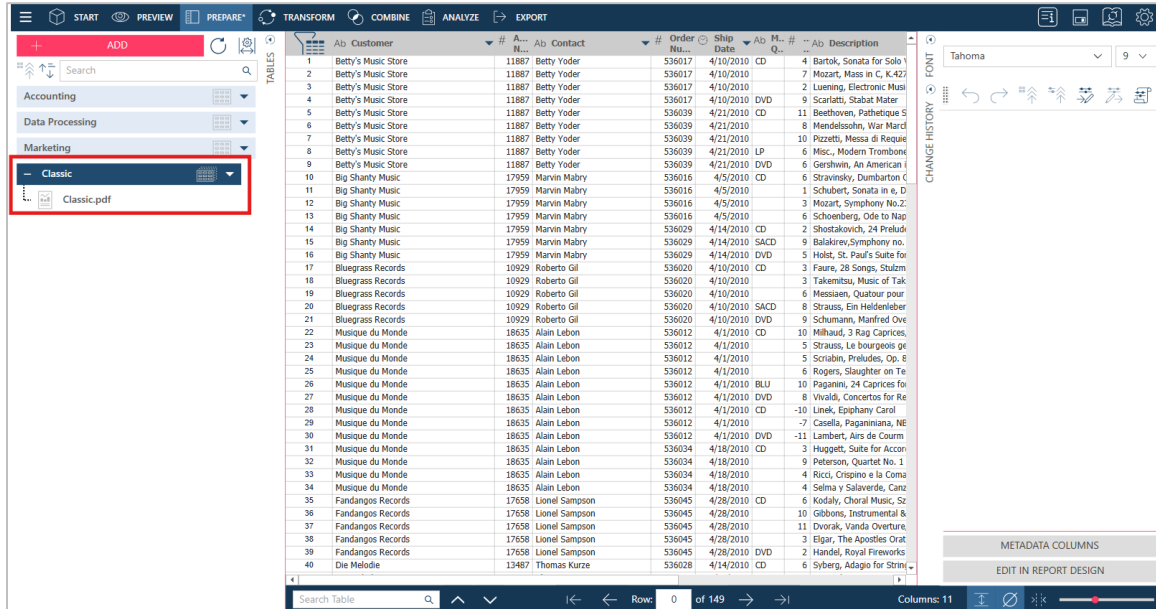 START PREVIEW PREPARE* TRANSFORM COMBINE ANALYZE EXPORT
+ ADD
Search
Accounting
Data Processing
Marketing
Classic
Classic.pdf
TABLES
Ab Customer # A... N... Ab Contact # Order Nu... Ship Date Ab M.. Q.. # .. .. Ab Description
1 Betty's Music Store 11887 Betty Yoder 536017 4/10/2010 CD 4 Bartok, Sonata for Solo
2 Betty's Music Store 11887 Betty Yoder 536017 4/10/2010 7 Mozart, Mass in C, K.427
3 Betty's Music Store 11887 Betty Yoder 536017 4/10/2010 2 Luening, Electronic Musi
4 Betty's Music Store 11887 Betty Yoder 536017 4/10/2010 DVD 9 Scarlatti, Stabat Mater
5 Betty's Music Store 11887 Betty Yoder 536039 4/21/2010 CD 11 Beethoven, Pathetique S
6 Betty's Music Store 11887 Betty Yoder 536039 4/21/2010 8 Mendelssohn, War March
7 Betty's Music Store 11887 Betty Yoder 536039 4/21/2010 10 Pizzetti, Messa di Requie
8 Betty's Music Store 11887 Betty Yoder 536039 4/21/2010 LP 6 Misc., Modern Trombone
9 Betty's Music Store 11887 Betty Yoder 536039 4/21/2010 DVD 6 Gershwin, An American i
10 Big Shanty Music 17959 Marvin Mabry 536016 4/5/2010 CD 6 Stravinsky, Dumbarton
11 Big Shanty Music 17959 Marvin Mabry 536016 4/5/2010 1 Schubert, Sonata in e, D
12 Big Shanty Music 17959 Marvin Mabry 536016 4/5/2010 3 Mozart, Symphony No.2
13 Big Shanty Music 17959 Marvin Mabry 536016 4/5/2010 6 Schoenberg, Ode to Nap
14 Big Shanty Music 17959 Marvin Mabry 536029 4/14/2010 CD 2 Shostakovich, 24 Prelude
15 Big Shanty Music 17959 Marvin Mabry 536029 4/14/2010 SACD 9 Balakirev,Symphony no.
16 Big Shanty Music 17959 Marvin Mabry 536029 4/14/2010 DVD 5 Holst, St. Paul's Suite for
17 Bluegrass Records 10929 Roberto Gil 536020 4/10/2010 CD 3 Faure, 28 Songs, Stulzm
18 Bluegrass Records 10929 Roberto Gil 536020 4/10/2010 3 Takemitsu, Music of Tak
19 Bluegrass Records 10929 Roberto Gil 536020 4/10/2010 6 Messiaen, Quatour pour
20 Bluegrass Records 10929 Roberto Gil 536020 4/10/2010 SACD 8 Strauss, Ein Heldenleber
21 Bluegrass Records 10929 Roberto Gil 536020 4/10/2010 DVD 9 Schumann, Manfred Ove
22 Musique du Monde 18635 Alain Lebon 536012 4/1/2010 CD 10 Milhaud, 3 Rag Caprices,
23 Musique du Monde 18635 Alain Lebon 536012 4/1/2010 5 Strauss, Le bourgeois ge
24 Musique du Monde 18635 Alain Lebon 536012 4/1/2010 5 Scriabin, Preludes, Op. 8
25 Musique du Monde 18635 Alain Lebon 536012 4/1/2010 6 Rogers, Slaughter on Te
26 Musique du Monde 18635 Alain Lebon 536012 4/1/2010 BLU 10 Paganini, 24 Caprices for
27 Musique du Monde 18635 Alain Lebon 536012 4/1/2010 DVD 8 Vivaldi, Concertos for Re
28 Musique du Monde 18635 Alain Lebon 536012 4/1/2010 CD -10 Linek, Epiphany Carol
29 Musique du Monde 18635 Alain Lebon 536012 4/1/2010 -7 Casella, Paganiniana, NE
30 Musique du Monde 18635 Alain Lebon 536012 4/1/2010 DVD -11 Lambert, Airs de Courm
31 Musique du Monde 18635 Alain Lebon 536034 4/18/2010 CD 3 Huggett, Suite for Accor
32 Musique du Monde 18635 Alain Lebon 536034 4/18/2010 9 Peterson, Quartet No. 1
33 Musique du Monde 18635 Alain Lebon 536034 4/18/2010 4 Ricci, Crispino e la Coma
34 Musique du Monde 18635 Alain Lebon 536034 4/18/2010 4 Selma y Salaverde, Canz
35 Fandangos Records 17658 Lionel Sampson 536045 4/28/2010 CD 6 Kodaly, Choral Music, Sz
36 Fandangos Records 17658 Lionel Sampson 536045 4/28/2010 10 Gibbons, Instrumental &
37 Fandangos Records 17658 Lionel Sampson 536045 4/28/2010 11 Dvorak, Vanda Overture,
38 Fandangos Records 17658 Lionel Sampson 536045 4/28/2010 3 Elgar, The Apostles Orat
39 Fandangos Records 17658 Lionel Sampson 536045 4/28/2010 DVD 2 Handel, Royal Fireworks
40 Die Melodie 13487 Thomas Kurze 536028 4/14/2010 CD 6 Syberg, Adagio for String
Search Table Row: 0 of 149 Columns: 11
FONT
Tahoma 9
CHANGE HISTORY
METADATA COLUMNS
EDIT IN REPORT DESIGN